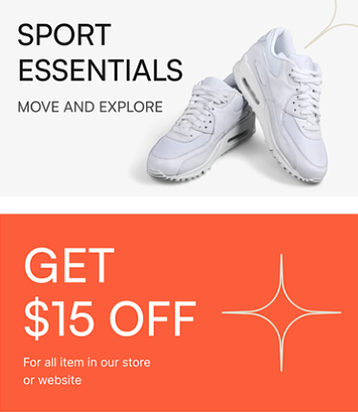 SPORT
ESSENTIALS
MOVE AND EXPLORE
GET
$15 OFF
For all item in our store
or website